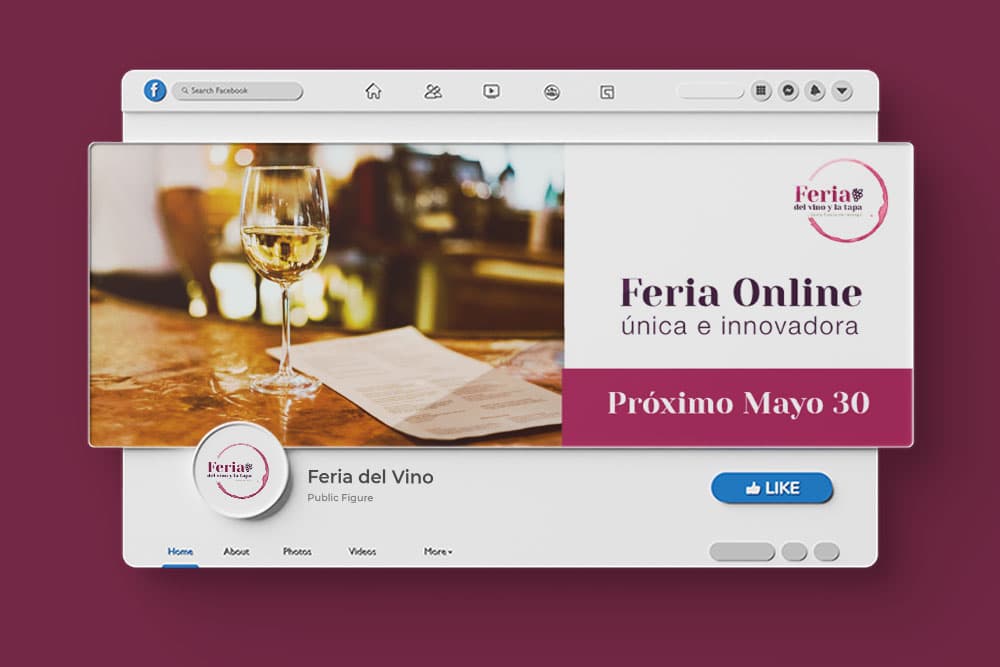 f
Search Facebook
Feria
del vino y la tapa
Feria Online
única e innovadora
Próximo Mayo 30
Feria
del vino y la tapa
Feria del Vino
Public Figure
LIKE
Home About Photos Videos More